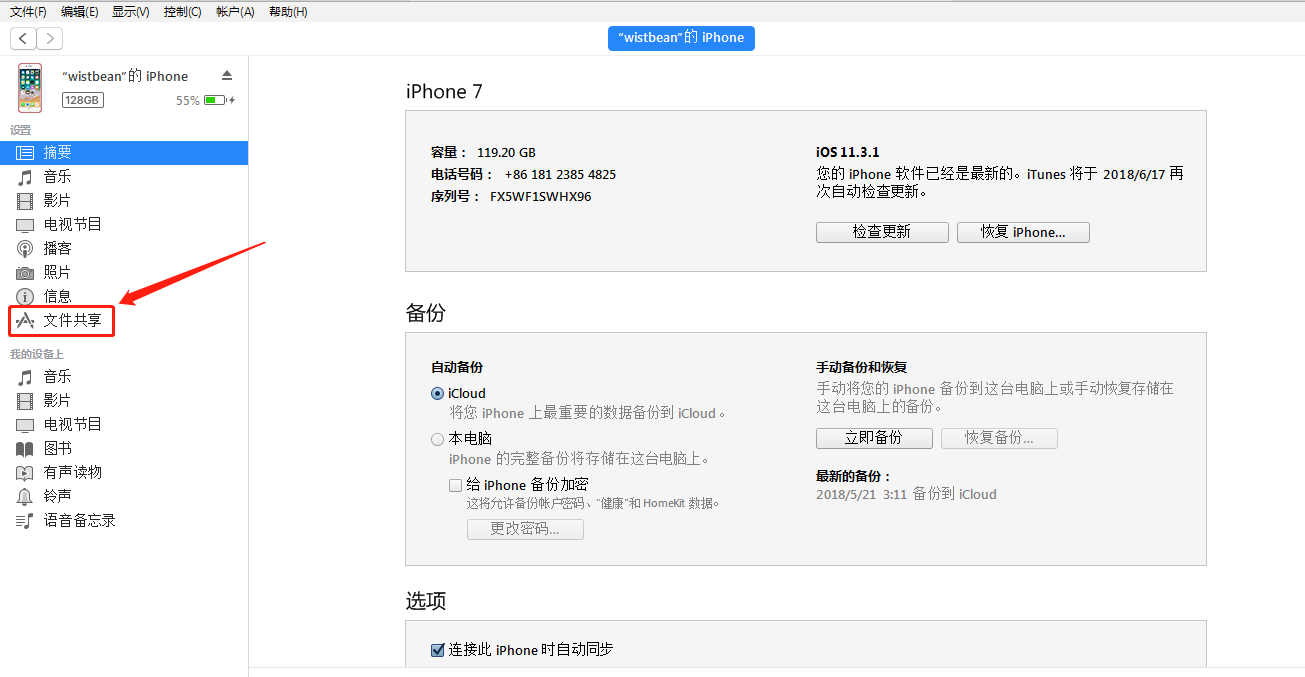 文件(F) 编辑(E) 显示(V) 控制(C) 帐户(A) 帮助(H)
“wistbean”的 iPhone
“wistbean”的 iPhone
128GB 55%
设置
摘要
音乐
影片
电视节目
播客
照片
信息
文件共享
我的设备上
音乐
影片
电视节目
图书
有声读物
铃声
语音备忘录
iPhone 7
容量： 119.20 GB
电话号码： +86 181 2385 4825
序列号： FX5WF1SWHX96
iOS 11.3.1
您的 iPhone 软件已经是最新的。iTunes 将于 2018/6/17 再
次自动检查更新。
检查更新 恢复 iPhone...
备份
自动备份
iCloud
将您 iPhone 上最重要的数据备份到 iCloud。
本电脑
iPhone 的完整备份将存储在这台电脑上。
给 iPhone 备份加密
这将允许备份帐户密码、“健康”和 HomeKit 数据。
更改密码...
手动备份和恢复
手动将您的 iPhone 备份到这台电脑上或手动恢复存储在
这台电脑上的备份。
立即备份 恢复备份...
最新的备份：
2018/5/21 3:11 备份到 iCloud
选项
连接此 iPhone 时自动同步